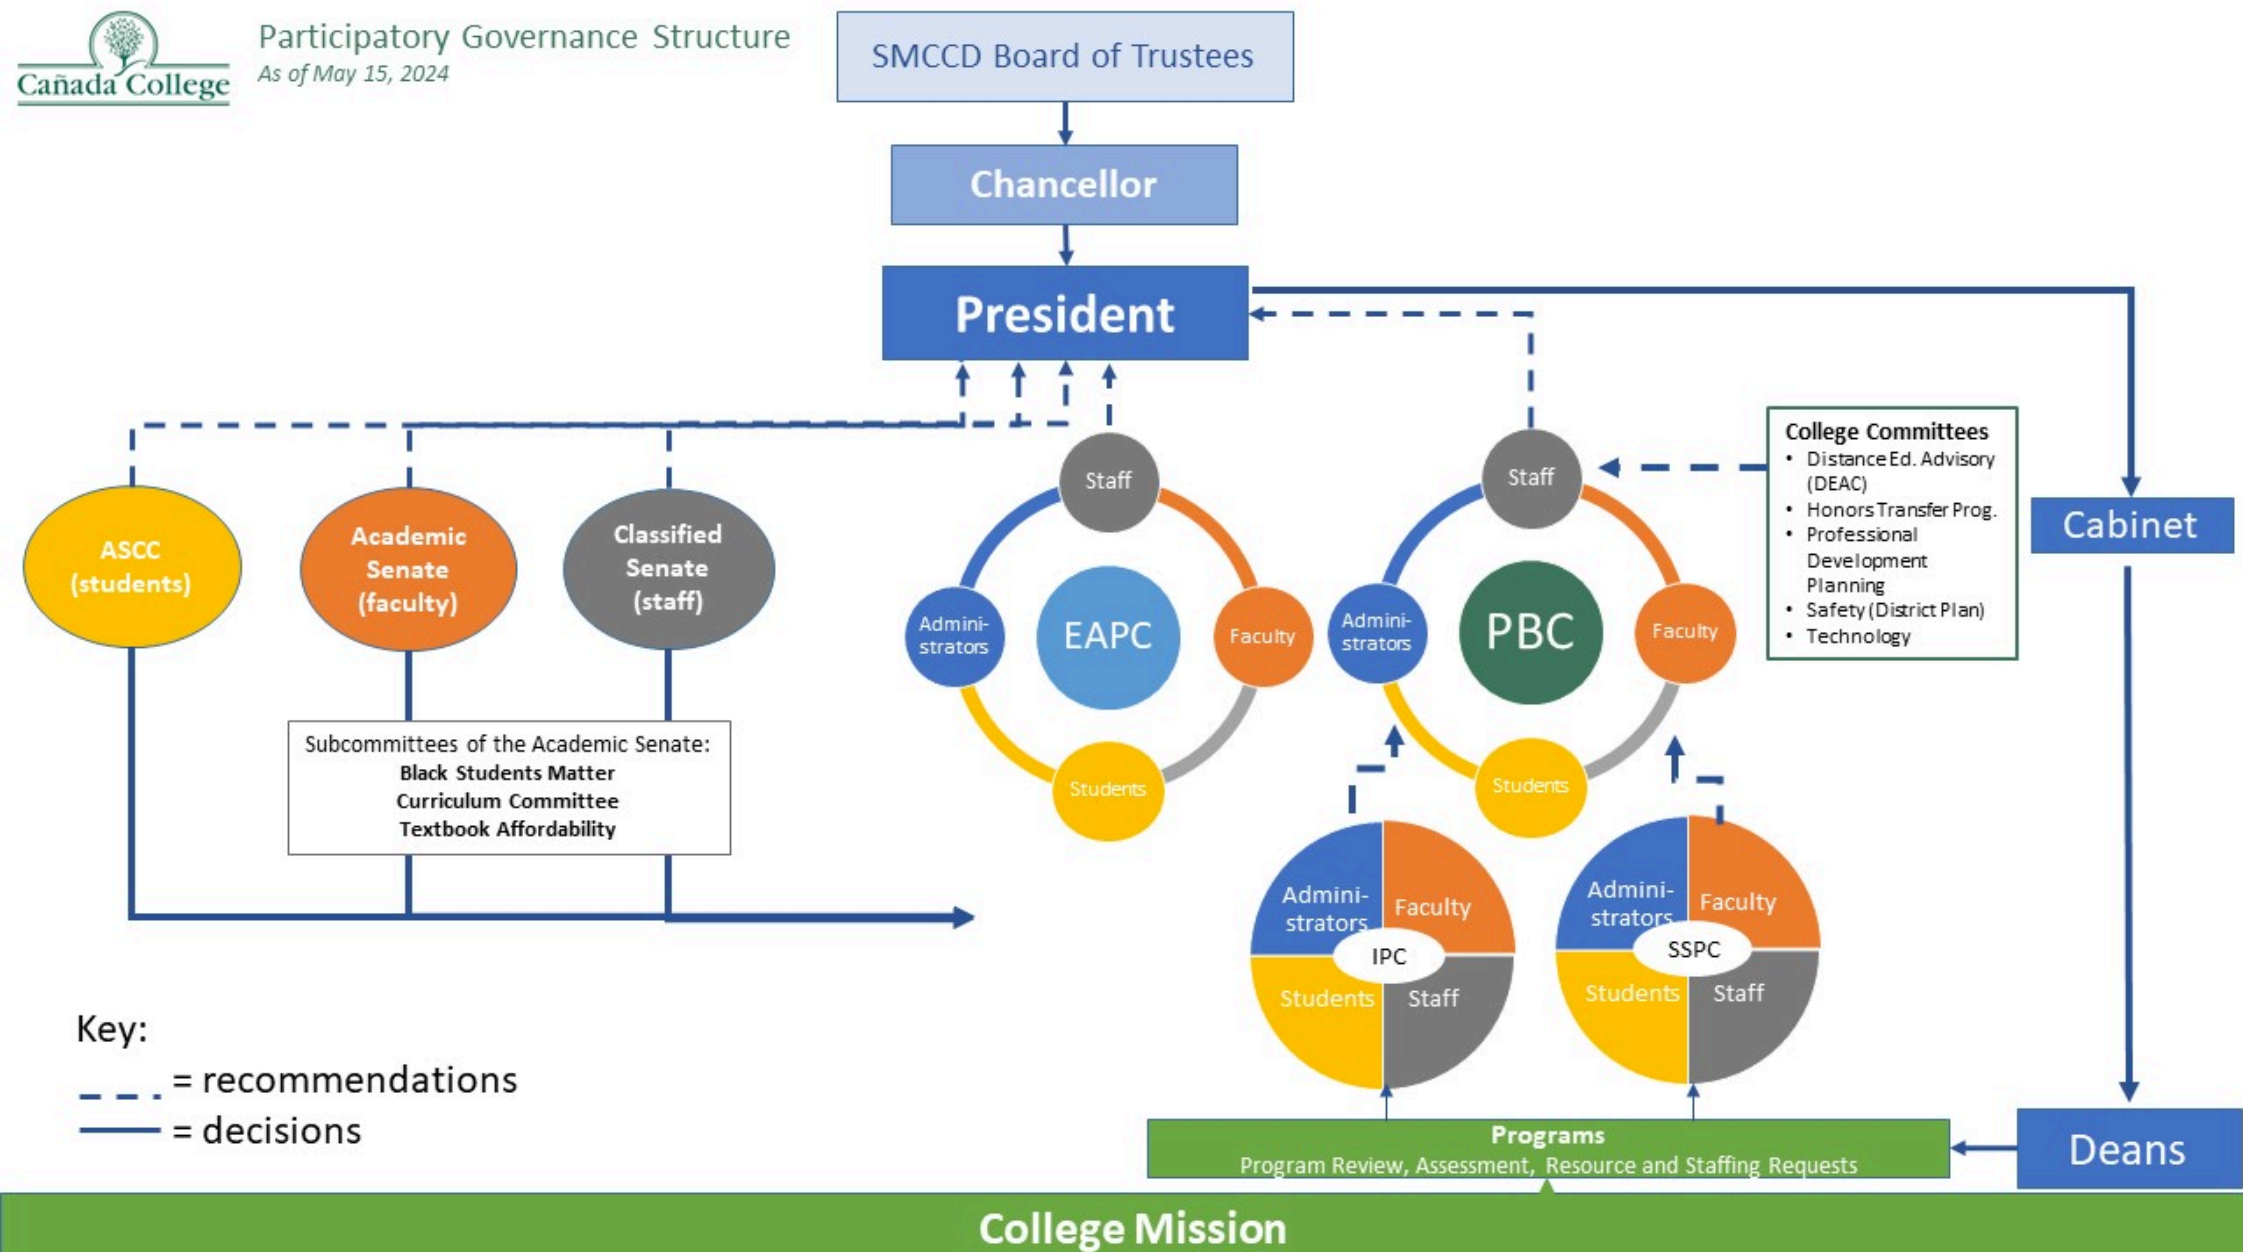 Cañada College
Participatory Governance Structure
As of May 15, 2024
SMCCD Board of Trustees
Chancellor
President
ASCC
(students)
Academic
Senate
(faculty)
Classified
Senate
(staff)
Subcommittees of the Academic Senate:
Black Students Matter
Curriculum Committee
Textbook Affordability
Staff
Admini-
strators
EAPC
Faculty
Students
Staff
Admini-
strators
PBC
Faculty
Students
College Committees
• Distance Ed. Advisory
(DEAC)
• Honors Transfer Prog.
• Professional
Development
Planning
• Safety (District Plan)
• Technology
Cabinet
Admini-
strators
Faculty
IPC
Students
Staff
Admini-
strators
Faculty
SSPC
Students
Staff
Key:
= recommendations
= decisions
Programs
Program Review, Assessment, Resource and Staffing Requests
Deans
College Mission